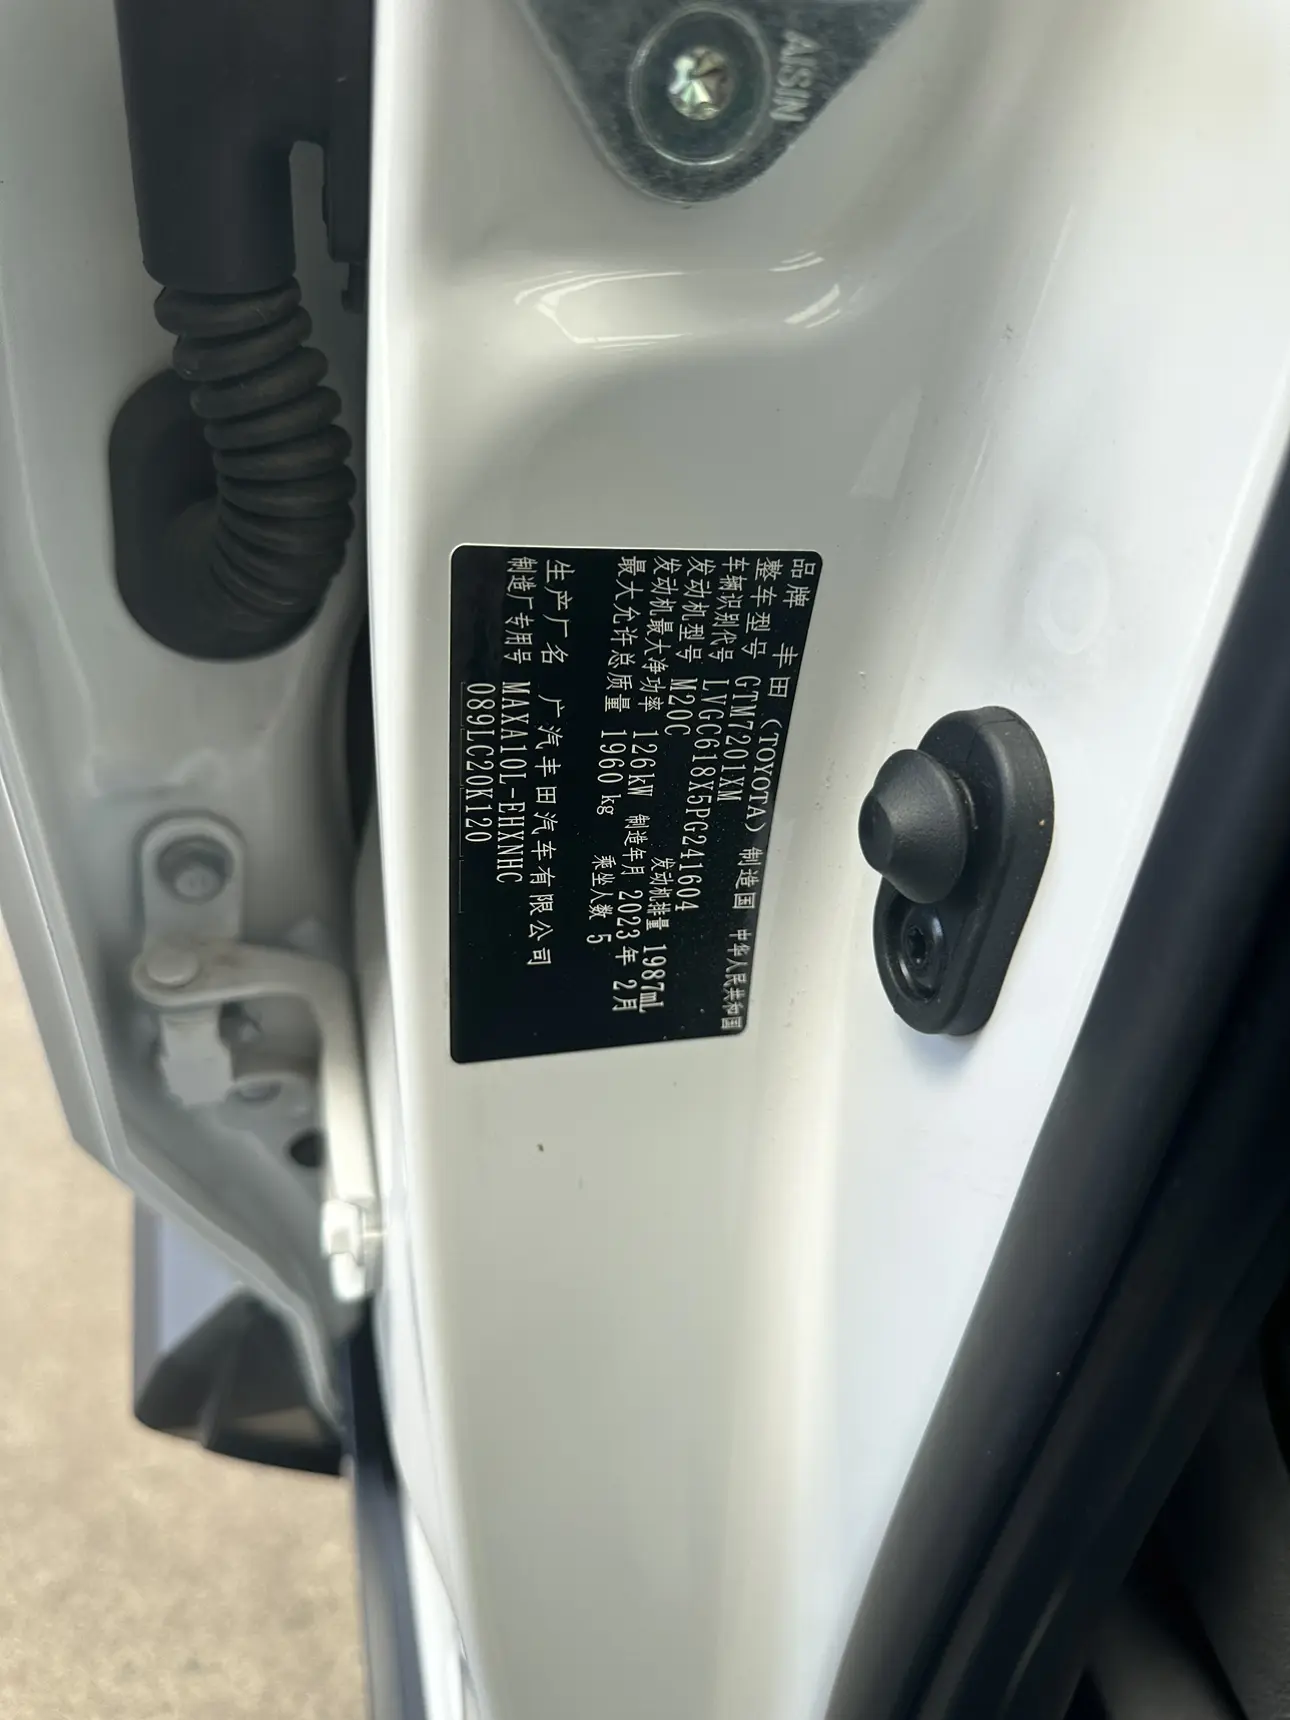 AISIN
品牌 丰田（TOYOTA） 制造国 中华人民共和国
整车型号 GTM7201XM
车辆识别代号 LVGC618X5PG241604
发动机型号 M20C 发动机排量 1987mL
发动机最大净功率 126kW 制造年月 2023年 2月
最大允许总质量 1960kg 乘坐人数 5
生产厂名 广汽丰田汽车有限公司
制造厂专用号 MAXA10L-EHXNHC
089LC20K120